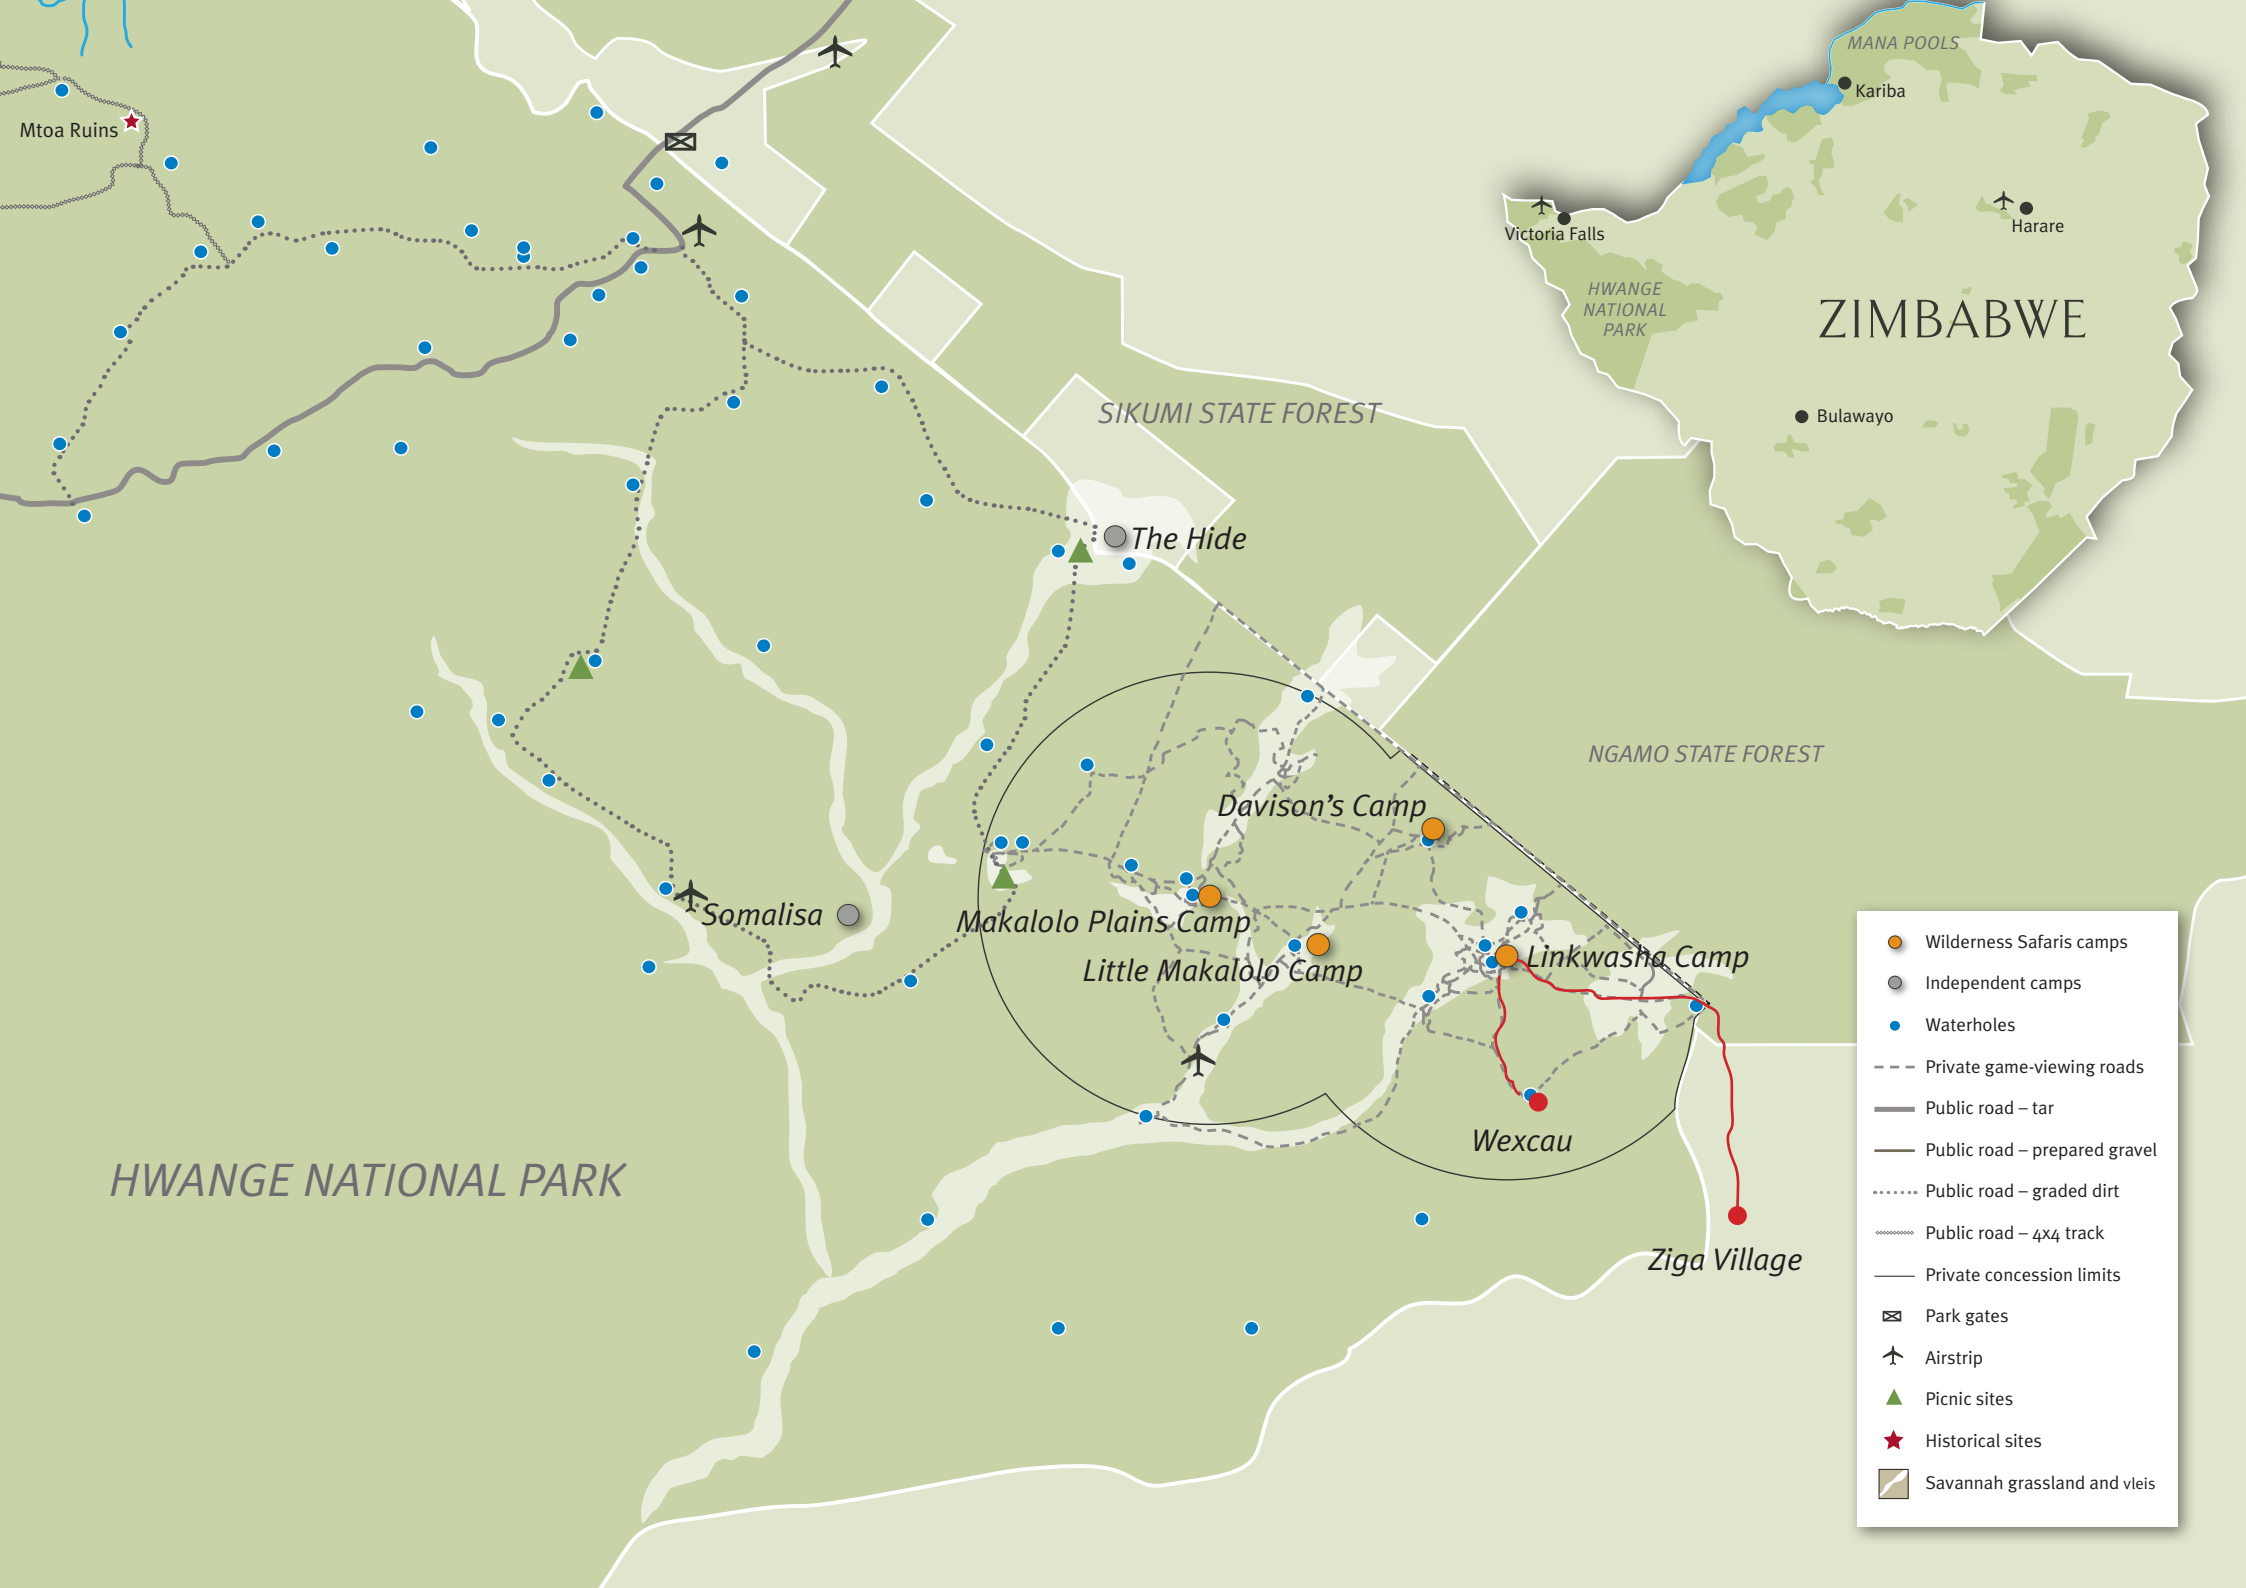 MANA POOLS
Kariba
Mtoa Ruins
Harare
Victoria Falls
HWANGE
NATIONAL
PARK
ZIMBABWE
SIKUMI STATE FOREST
Bulawayo
The Hide
NGAMO STATE FOREST
Davison’s Camp
Somalisa
Makalolo Plains Camp
Little Makalolo Camp
Linkwasha Camp
Wexcau
HWANGE NATIONAL PARK
Ziga Village
Wilderness Safaris camps
Independent camps
Waterholes
Private game-viewing roads
Public road – tar
Public road – prepared gravel
Public road – graded dirt
Public road – 4x4 track
Private concession limits
Park gates
Airstrip
Picnic sites
Historical sites
Savannah grassland and vleis